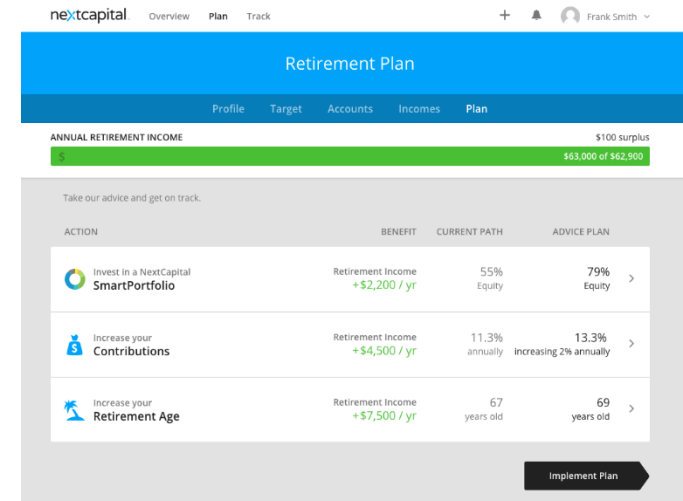 nextcapital. Overview Plan Track Frank Smith
Retirement Plan
Profile Target Accounts Incomes Plan
ANNUAL RETIREMENT INCOME $100 surplus
$ $63,000 of $62,900
Take our advice and get on track.
ACTION BENEFIT CURRENT PATH ADVICE PLAN
Invest in a NextCapital Retirement Income 55% 79%
SmartPortfolio +$2,200 / yr Equity Equity
Increase your Retirement Income 11.3% 13.3%
Contributions +$4,500 / yr annually increasing 2% annually
Increase your Retirement Income 67 69
Retirement Age +$7,500 / yr years old years old
Implement Plan